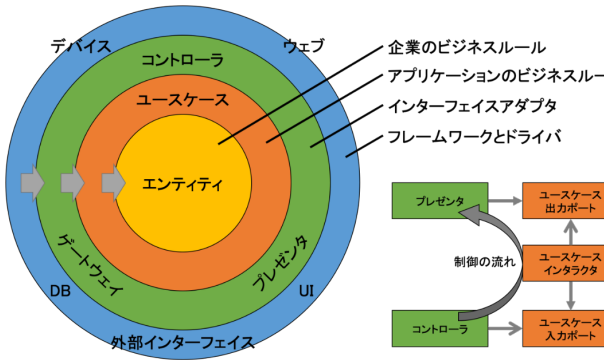 デバイス
ウェブ
コントローラ
ユースケース
エンティティ
ゲートウェイ
プレゼンタ
DB
UI
外部インターフェイス
企業のビジネスルール
アプリケーションのビジネスルー
インターフェイスアダプタ
フレームワークとドライバ
プレゼンタ
ユースケース
出力ポート
制御の流れ
ユースケース
インタラクタ
コントローラ
ユースケース
入力ポート